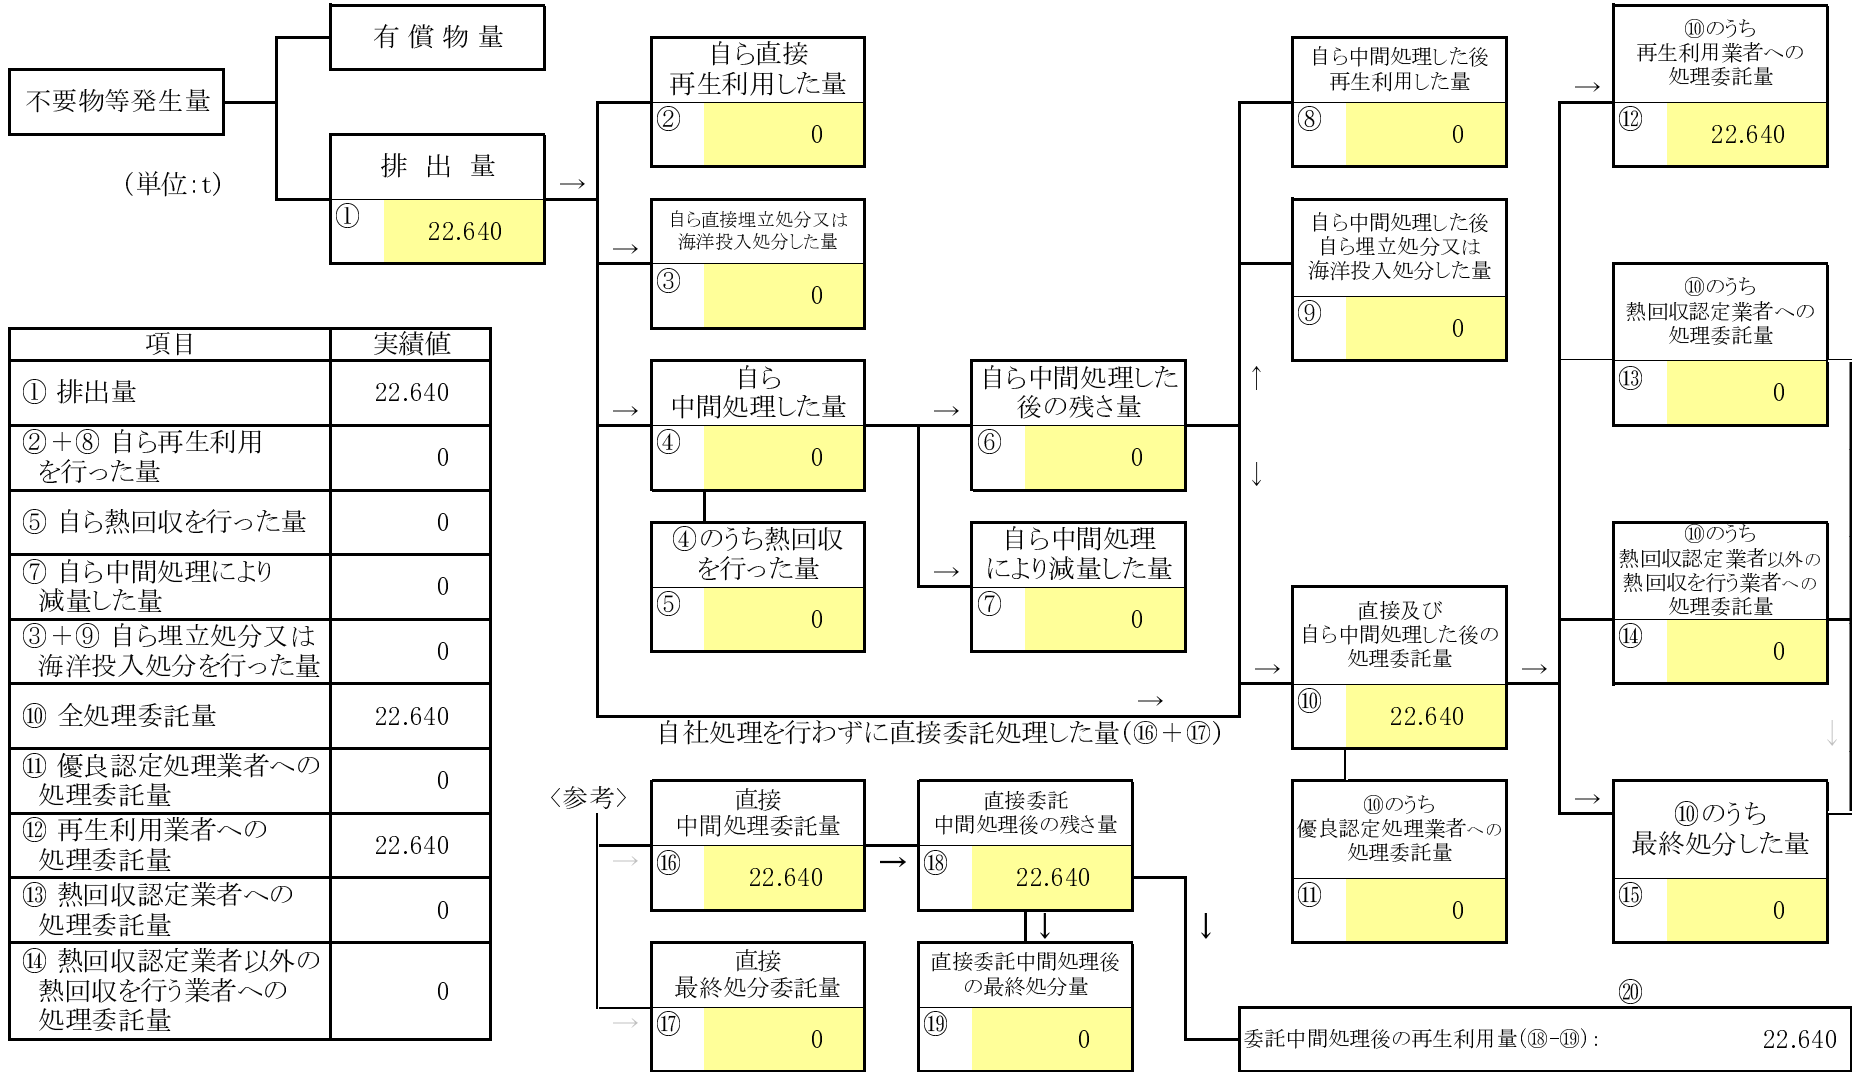 有 償 物 量
不要物等発生量
(単位:t)
排 出 量
①
22.640
→
自ら直接
再生利用した量
②
0
→
自ら直接埋立処分又は
海洋投入処分した量
③
0
→
自ら
中間処理した量
④
0
④のうち熱回収
を行った量
⑤
0
→
自ら中間処理した
後の残さ量
⑥
0
→
自ら中間処理
により減量した量
⑦
0
自ら中間処理した後
再生利用した量
⑧
0
自ら中間処理した後
自ら埋立処分又は
海洋投入処分した量
⑨
0
↑
↓
→
自社処理を行わずに直接委託処理した量(⑯+⑰)
→
直接及び
自ら中間処理した後の
処理委託量
⑩
22.640
→
⑩のうち
優良認定処理業者への
処理委託量
⑪
0
→
⑩のうち
再生利用業者への
処理委託量
⑫
22.640
⑩のうち
熱回収認定業者への
処理委託量
⑬
0
⑩のうち
熱回収認定業者以外の
熱回収を行う業者への
処理委託量
⑭
0
↓
→
⑩のうち
最終処分した量
⑮
0
項目 実績値
① 排出量 22.640
②+⑧ 自ら再生利用
を行った量
0
⑤ 自ら熱回収を行った量 0
⑦ 自ら中間処理により
減量した量
0
③+⑨ 自ら埋立処分又は
海洋投入処分を行った量
0
⑩ 全処理委託量 22.640
⑪ 優良認定処理業者への
処理委託量
0
⑫ 再生利用業者への
処理委託量
22.640
⑬ 熱回収認定業者への
処理委託量
0
⑭ 熱回収認定業者以外の
熱回収を行う業者への
処理委託量
0
〈参考〉
→
直接
中間処理委託量
⑯
22.640
→
直接委託
中間処理後の残さ量
⑱
22.640
↓
↓
→
直接
最終処分委託量
⑰
0
直接委託中間処理後
の最終処分量
⑲
0
⑳
委託中間処理後の再生利用量(⑱-⑲): 22.640